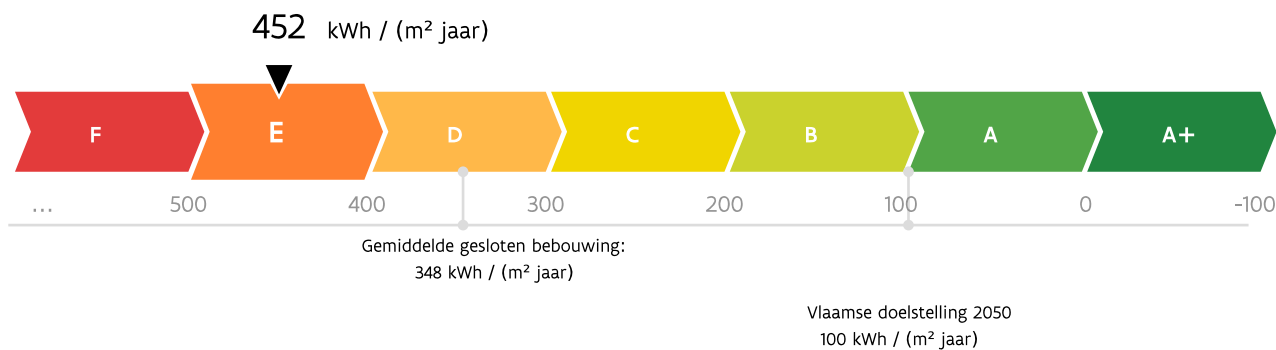 452 kWh / (m² jaar)
F E D C B A A+
... 500 400 300 200 100 0 -100
Gemiddelde gesloten bebouwing:
348 kWh / (m² jaar)
Vlaamse doelstelling 2050
100 kWh / (m² jaar)